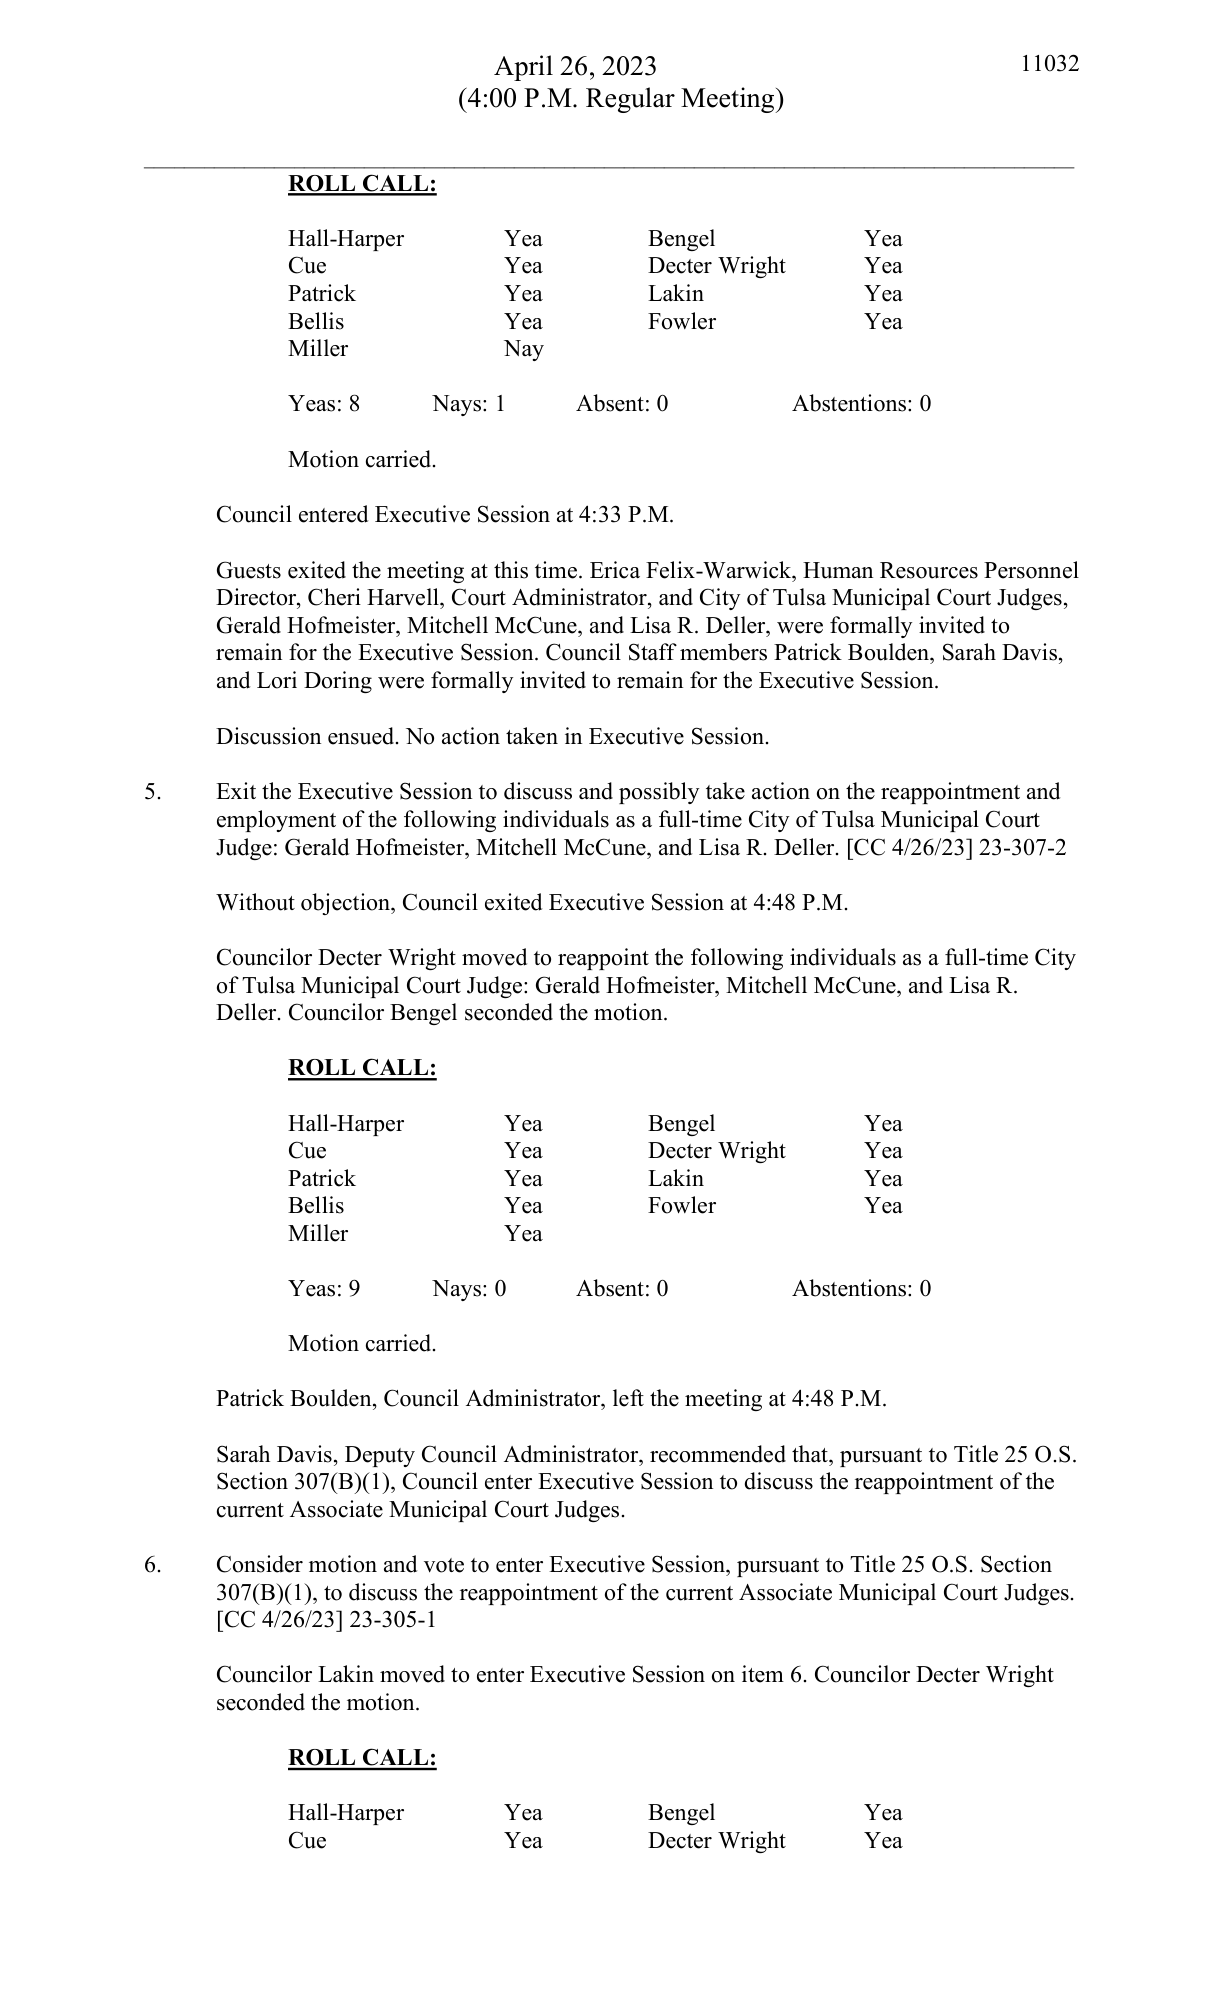 April 26, 2023 11032
(4:00 P.M. Regular Meeting)
ROLL CALL:
Hall-Harper Yea Bengel Yea
Cue Yea Decter Wright Yea
Patrick Yea Lakin Yea
Bellis Yea Fowler Yea
Miller Nay
Yeas: 8 Nays: 1 Absent: 0 Abstentions: 0
Motion carried.
Council entered Executive Session at 4:33 P.M.
Guests exited the meeting at this time. Erica Felix-Warwick, Human Resources Personnel
Director, Cheri Harvell, Court Administrator, and City of Tulsa Municipal Court Judges,
Gerald Hofmeister, Mitchell McCune, and Lisa R. Deller, were formally invited to
remain for the Executive Session. Council Staff members Patrick Boulden, Sarah Davis,
and Lori Doring were formally invited to remain for the Executive Session.
Discussion ensued. No action taken in Executive Session.
5. Exit the Executive Session to discuss and possibly take action on the reappointment and
employment of the following individuals as a full-time City of Tulsa Municipal Court
Judge: Gerald Hofmeister, Mitchell McCune, and Lisa R. Deller. [CC 4/26/23] 23-307-2
Without objection, Council exited Executive Session at 4:48 P.M.
Councilor Decter Wright moved to reappoint the following individuals as a full-time City
of Tulsa Municipal Court Judge: Gerald Hofmeister, Mitchell McCune, and Lisa R.
Deller. Councilor Bengel seconded the motion.
ROLL CALL:
Hall-Harper Yea Bengel Yea
Cue Yea Decter Wright Yea
Patrick Yea Lakin Yea
Bellis Yea Fowler Yea
Miller Yea
Yeas: 9 Nays: 0 Absent: 0 Abstentions: 0
Motion carried.
Patrick Boulden, Council Administrator, left the meeting at 4:48 P.M.
Sarah Davis, Deputy Council Administrator, recommended that, pursuant to Title 25 O.S.
Section 307(B)(1), Council enter Executive Session to discuss the reappointment of the
current Associate Municipal Court Judges.
6. Consider motion and vote to enter Executive Session, pursuant to Title 25 O.S. Section
307(B)(1), to discuss the reappointment of the current Associate Municipal Court Judges.
[CC 4/26/23] 23-305-1
Councilor Lakin moved to enter Executive Session on item 6. Councilor Decter Wright
seconded the motion.
ROLL CALL:
Hall-Harper Yea Bengel Yea
Cue Yea Decter Wright Yea